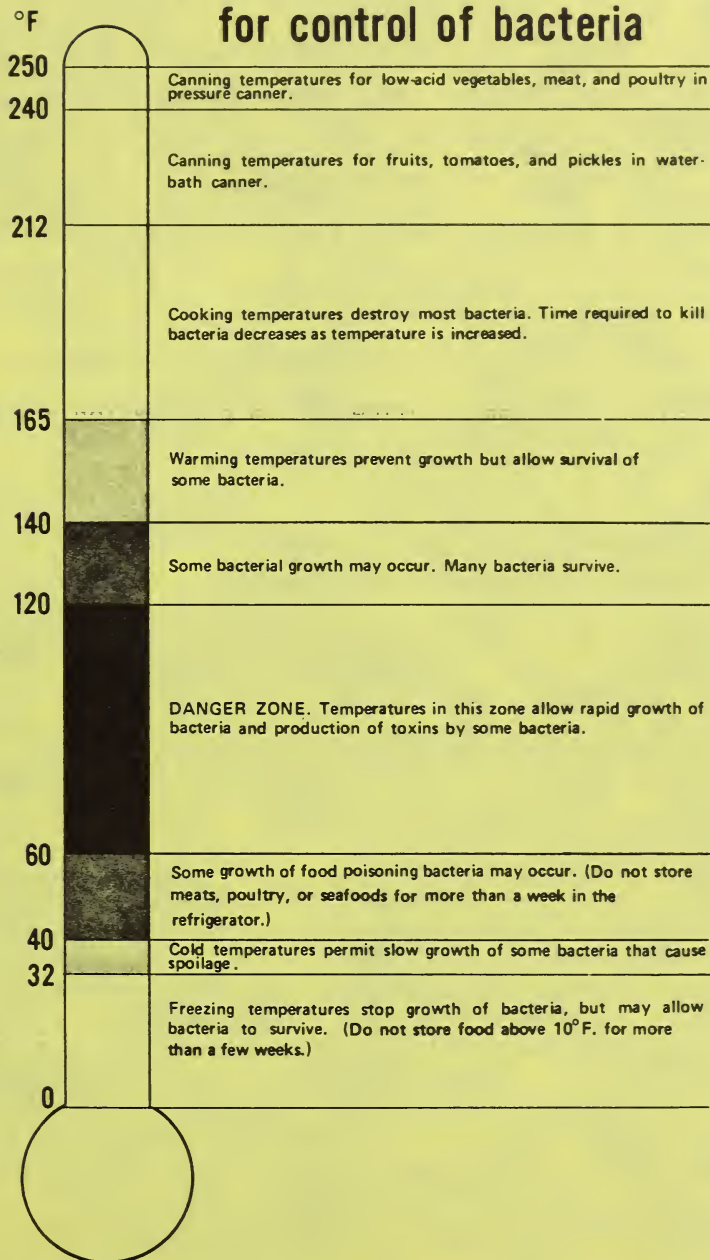 °F
for control of bacteria
250
Canning temperatures for low-acid vegetables, meat, and poultry in
pressure canner.
240
Canning temperatures for fruits, tomatoes, and pickles in water-
bath canner.
212
Cooking temperatures destroy most bacteria. Time required to kill
bacteria decreases as temperature is increased.
165
Warming temperatures prevent growth but allow survival of
some bacteria.
140
Some bacterial growth may occur. Many bacteria survive.
120
DANGER ZONE. Temperatures in this zone allow rapid growth of
bacteria and production of toxins by some bacteria.
60
Some growth of food poisoning bacteria may occur. (Do not store
meats, poultry, or seafoods for more than a week in the
refrigerator.)
40
Cold temperatures permit slow growth of some bacteria that cause
spoilage.
32
Freezing temperatures stop growth of bacteria, but may allow
bacteria to survive. (Do not store food above 10°F. for more
than a few weeks.)
0